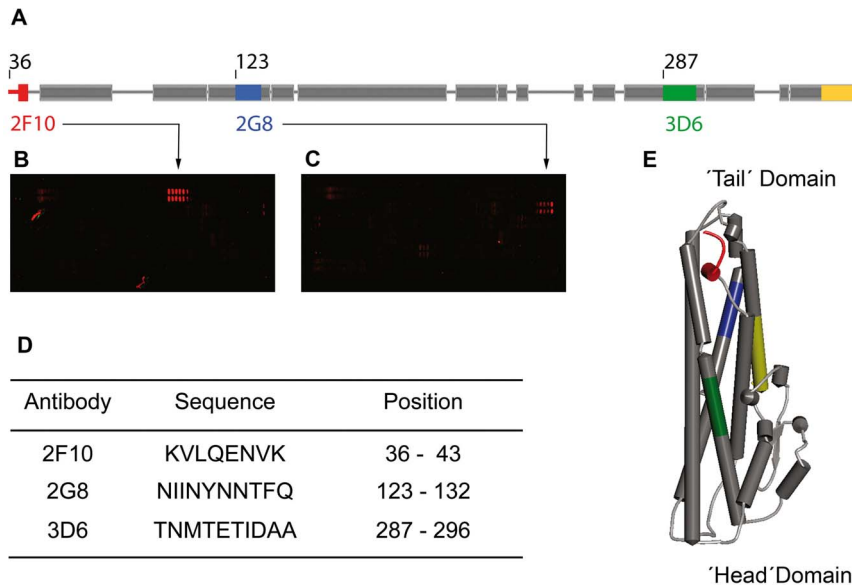 A
36 123 287
2F10 2G8 3D6
B C E
´Tail´ Domain
D
Antibody Sequence Position
2F10 KVLQENVK 36 - 43
2G8 NIINYNNTFQ 123 - 132
3D6 TNMTETIDAA 287 - 296
´Head´Domain